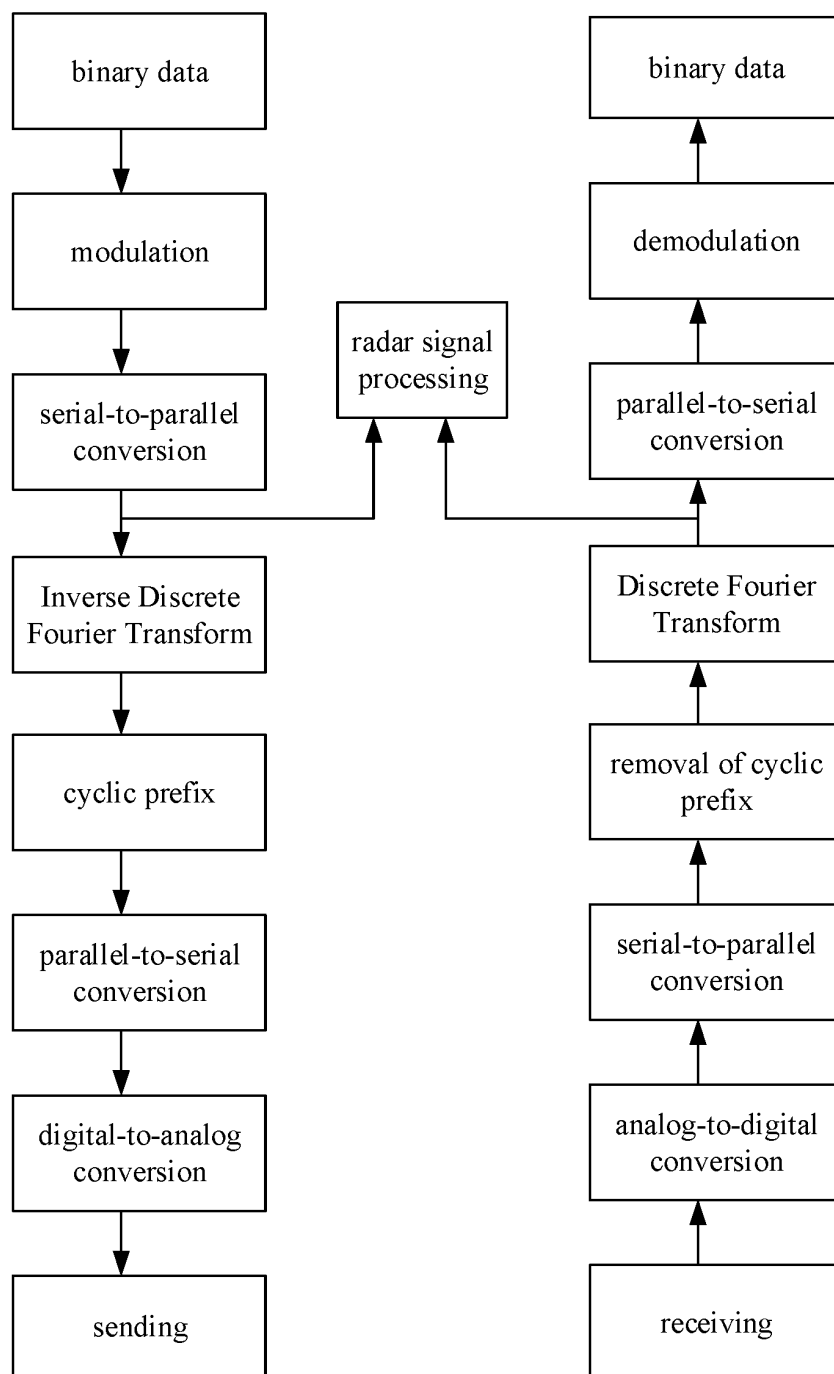 binary data
modulation
serial-to-parallel
conversion
Inverse Discrete
Fourier Transform
cyclic prefix
parallel-to-serial
conversion
digital-to-analog
conversion
sending
radar signal
processing
binary data
demodulation
parallel-to-serial
conversion
Discrete Fourier
Transform
removal of cyclic
prefix
serial-to-parallel
conversion
analog-to-digital
conversion
receiving